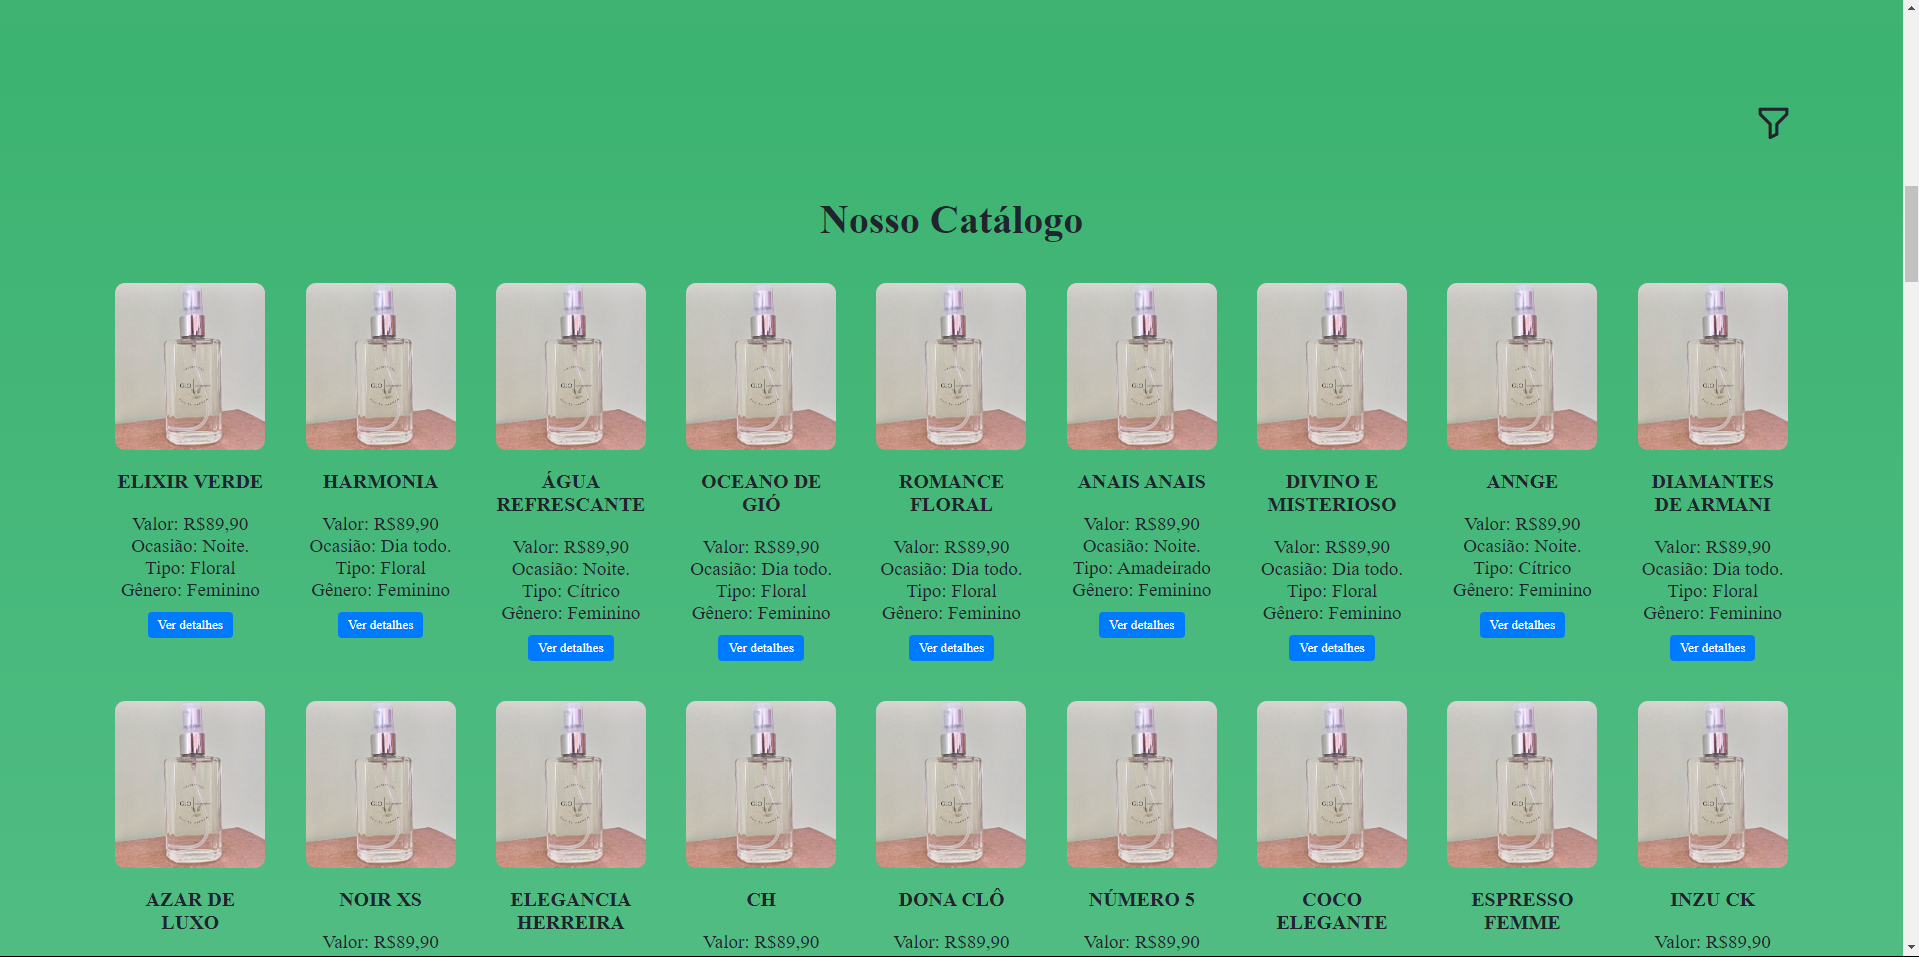 Nosso Catálogo
ELIXIR VERDE
Valor: R$89,90
Ocasião: Noite.
Tipo: Floral
Gênero: Feminino
Ver detalhes
HARMONIA
Valor: R$89,90
Ocasião: Dia todo.
Tipo: Floral
Gênero: Feminino
Ver detalhes
ÁGUA
REFRESCANTE
Valor: R$89,90
Ocasião: Noite.
Tipo: Cítrico
Gênero: Feminino
Ver detalhes
OCEANO DE
GIÓ
Valor: R$89,90
Ocasião: Dia todo.
Tipo: Floral
Gênero: Feminino
Ver detalhes
ROMANCE
FLORAL
Valor: R$89,90
Ocasião: Dia todo.
Tipo: Floral
Gênero: Feminino
Ver detalhes
ANAIS ANAIS
Valor: R$89,90
Ocasião: Noite.
Tipo: Amadeirado
Gênero: Feminino
Ver detalhes
DIVINO E
MISTERIOSO
Valor: R$89,90
Ocasião: Dia todo.
Tipo: Floral
Gênero: Feminino
Ver detalhes
ANNGE
Valor: R$89,90
Ocasião: Noite.
Tipo: Cítrico
Gênero: Feminino
Ver detalhes
DIAMANTES
DE ARMANI
Valor: R$89,90
Ocasião: Dia todo.
Tipo: Floral
Gênero: Feminino
Ver detalhes
AZAR DE
LUXO
NOIR XS
Valor: R$89,90
ELEGANCIA
HERREIRA
CH
Valor: R$89,90
DONA CLÔ
Valor: R$89,90
NÚMERO 5
Valor: R$89,90
COCO
ELEGANTE
ESPRESSO
FEMME
INZU CK
Valor: R$89,90